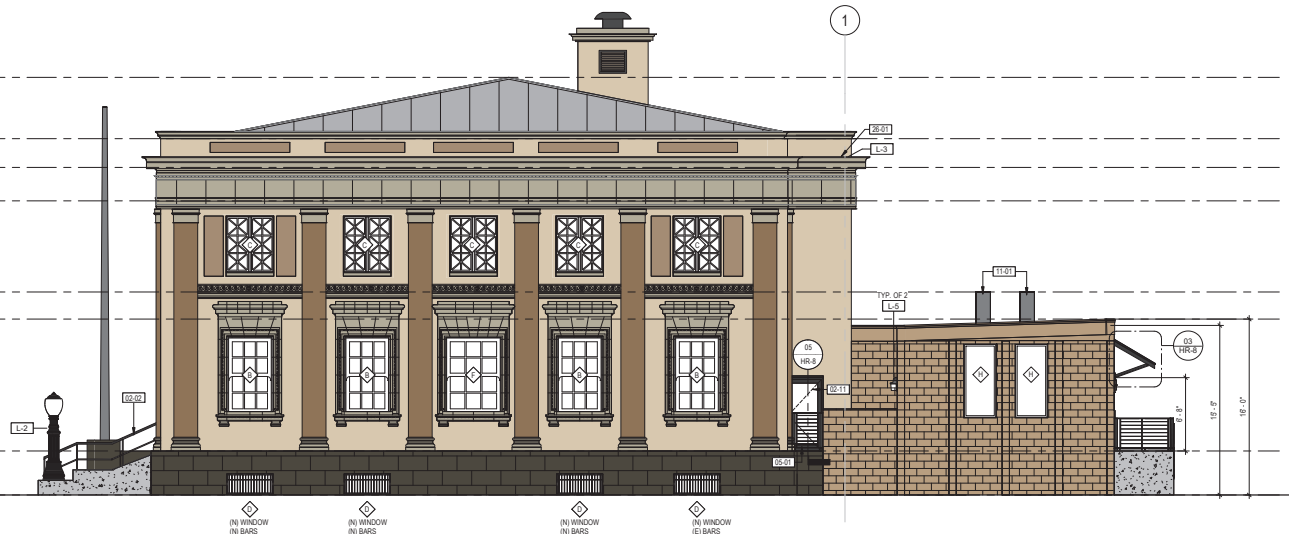 1
26-01
L-3
C
C
C
C
C
11-01
TYP. OF 2
L-5
03
HR-8
05
HR-8
B
B
F
B
B
H
H
02-11
02-02
L-2
6' - 8"
15' - 5"
16' - 0"
05-01
D
D
D
D
(N) WINDOW
(N) BARS
(N) WINDOW
(N) BARS
(N) WINDOW
(N) BARS
(N) WINDOW
(E) BARS